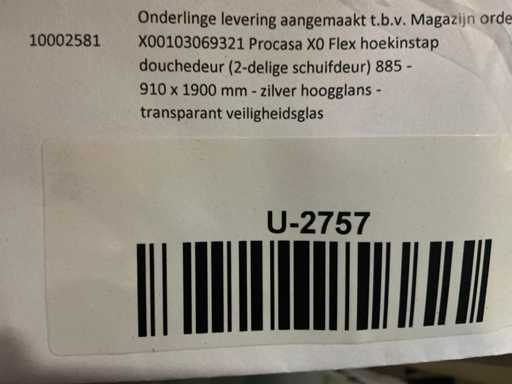 Onderlinge levering aangemaakt t.b.v. Magazijn orde
10002581 X00103069321 Procasa X0 Flex hoekinstap
douchedeur (2-delige schuifdeur) 885 -
910 x 1900 mm - zilver hoogglans -
transparant veiligheidsglas
U-2757